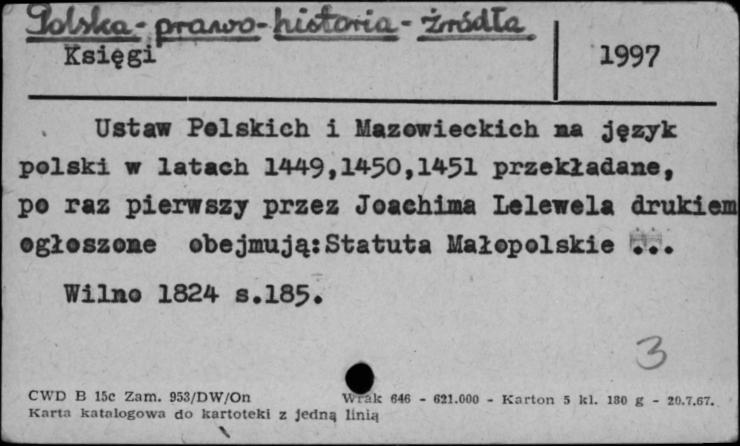 Polska - prawo - historia - źródła
Księgi 1997
Ustaw Polskich i Mazowieckich na język
polski w latach 1449,1450,1451 przekładane,
po raz pierwszy przez Joachima Lelewela drukiem
ogłoszone obejmują:Statuta Małopolskie ...
Wilno 1824 s.185.
3
CWD B 15c Zam. 953/DW/On Wrak 646 - 621.000 - Karton 5 kl. 180 g - 20.7.67.
Karta katalogowa do kartoteki z jedną linią